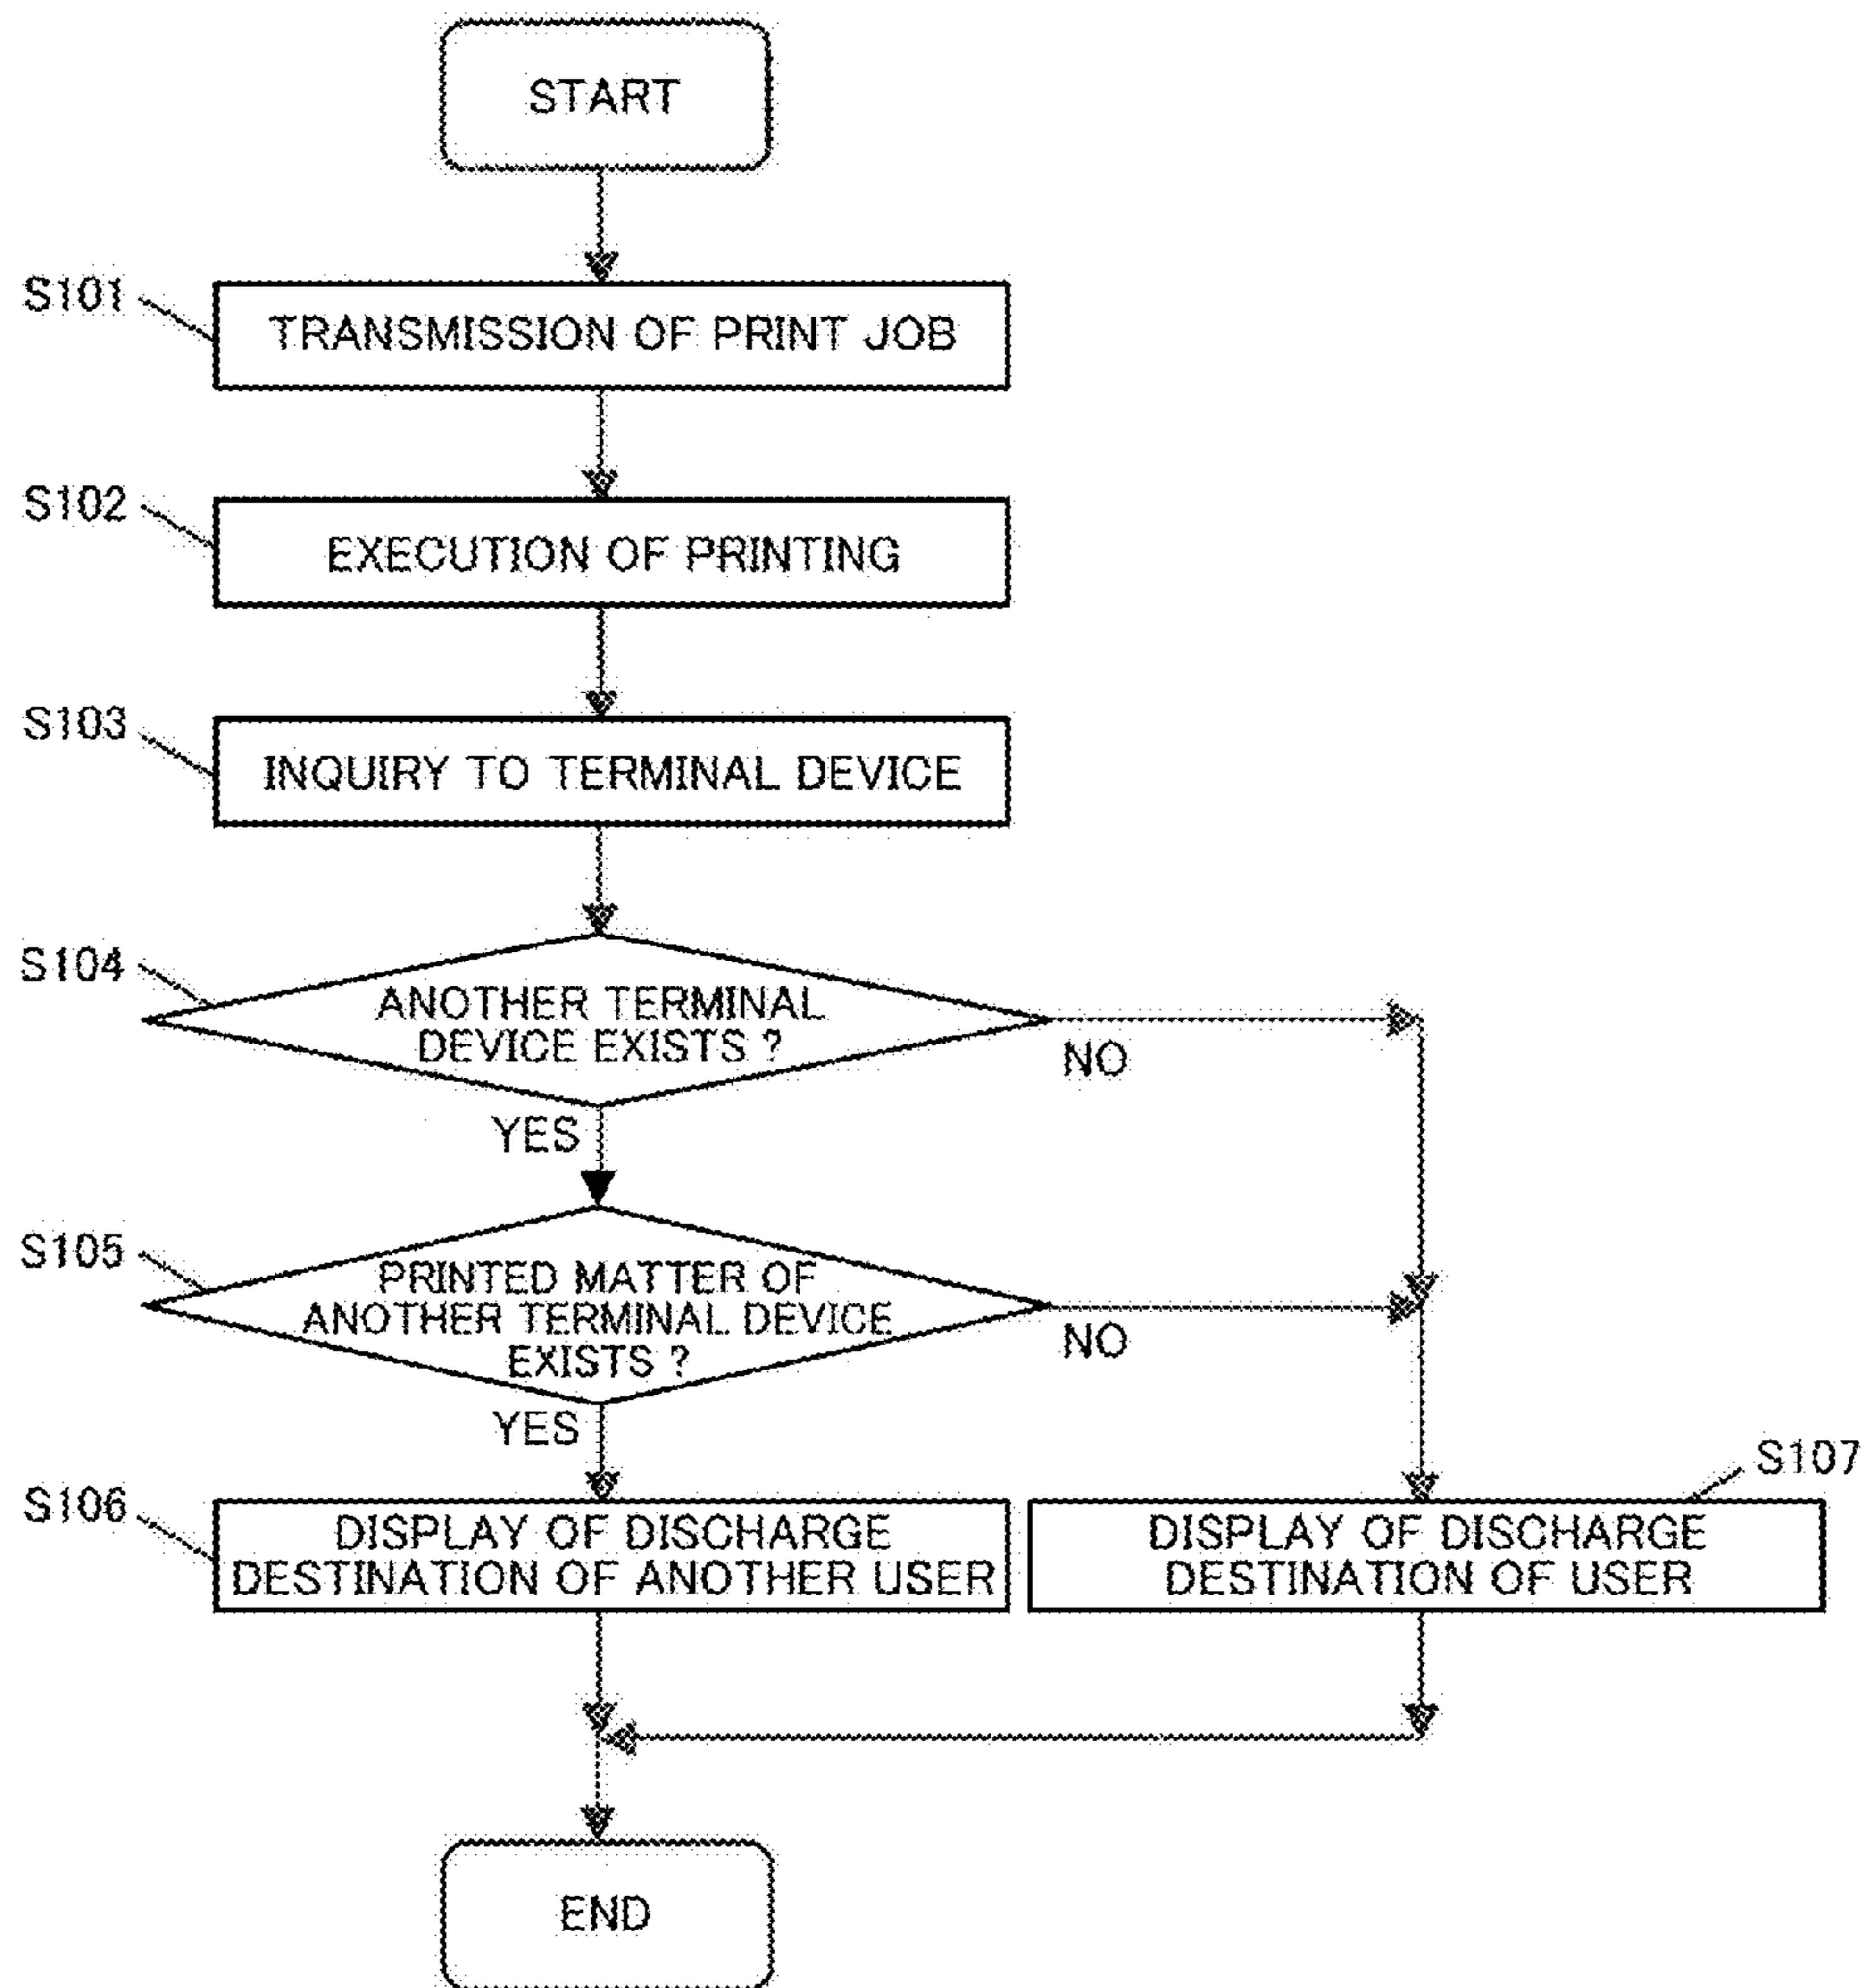 START
S101
TRANSMISSION OF PRINT JOB
S102
EXECUTION OF PRINTING
S103
INQUIRY TO TERMINAL DEVICE
S104
ANOTHER TERMINAL
DEVICE EXISTS ?
NO
YES
S105
PRINTED MATTER OF
ANOTHER TERMINAL DEVICE
EXISTS ?
NO
YES
S106
DISPLAY OF DISCHARGE
DESTINATION OF ANOTHER USER
S107
DISPLAY OF DISCHARGE
DESTINATION OF USER
END